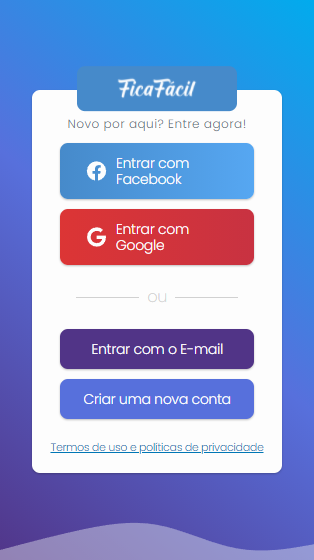 FicaFácil
Novo por aqui? Entre agora!
Entrar com
Facebook
Entrar com
Google
ou
Entrar com o E-mail
Criar uma nova conta
Termos de uso e politicas de privacidade